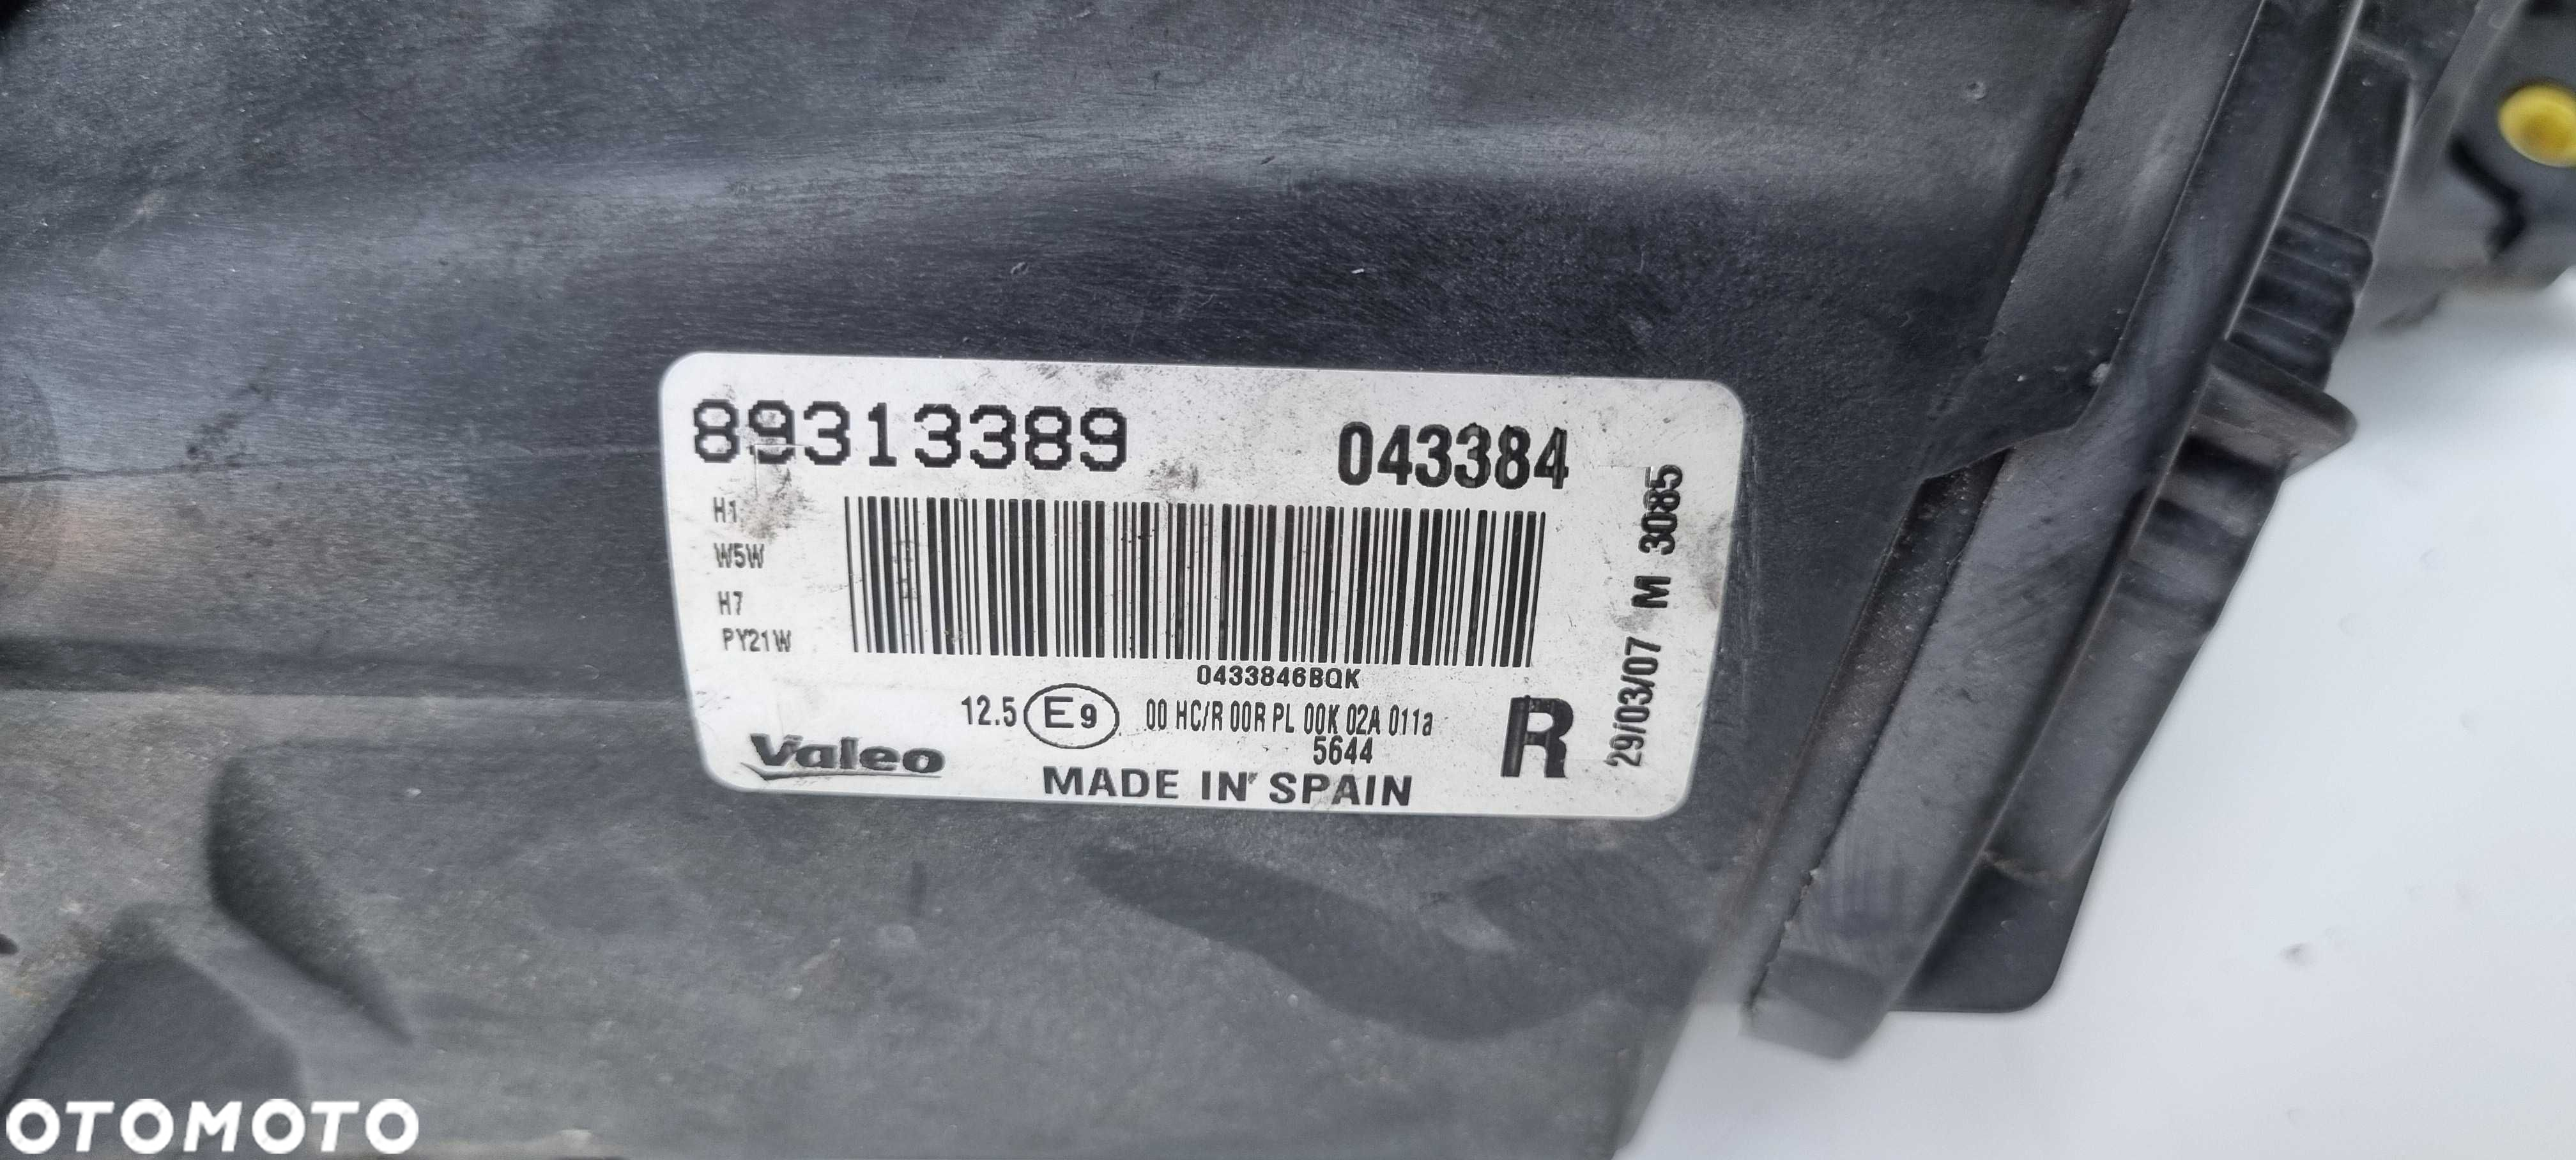 89313389
043384
H1
W5W
H7
PY21W
0433846BQK
12.5 E9 00 HC/R 00R PL 00K 02A 011a
5644
R
Valeo
MADE IN SPAIN
29/03/07 M 3085
OTOMOTO